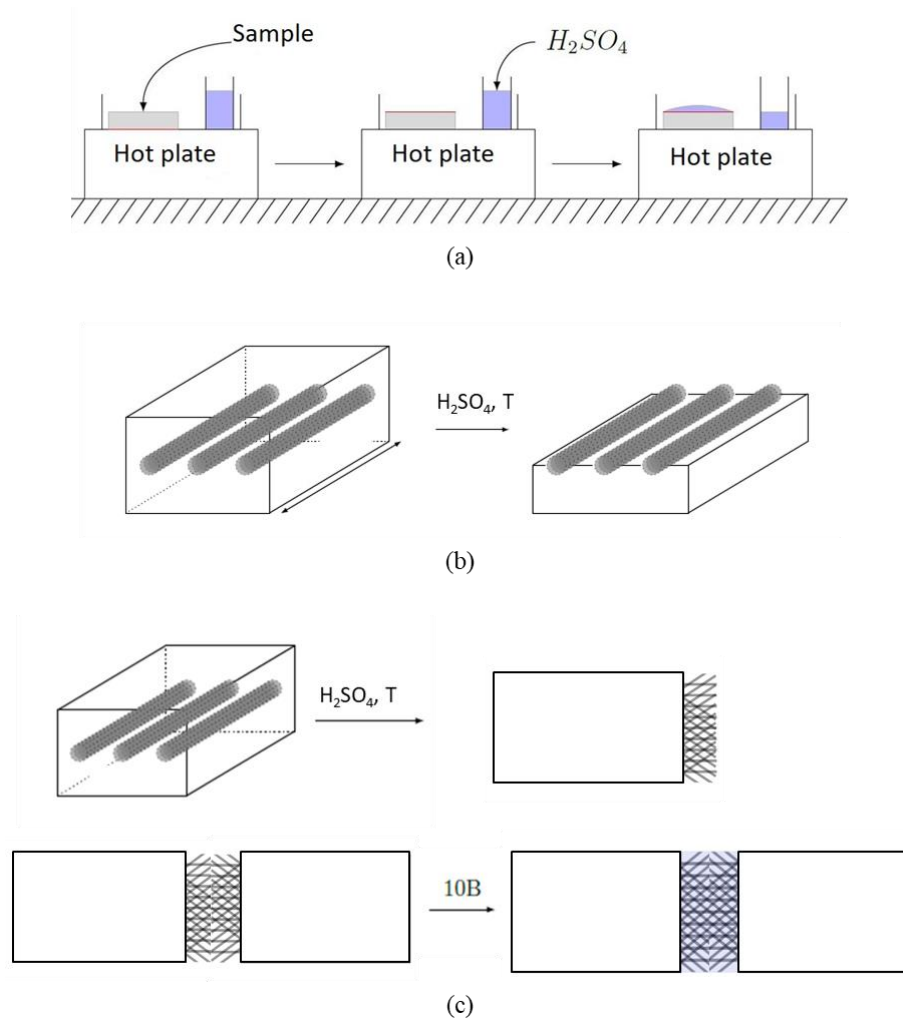 Sample
H₂SO₄
Hot plate
Hot plate
Hot plate
(a)
H₂SO₄, T
(b)
H₂SO₄, T
10B
(c)